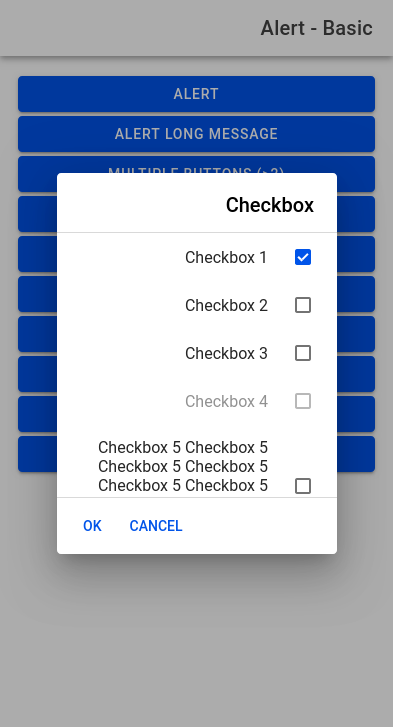 Alert - Basic
ALERT
ALERT LONG MESSAGE
MULTIPLE BUTTONS (>2)
Checkbox
Checkbox 1
Checkbox 2
Checkbox 3
Checkbox 4
Checkbox 5 Checkbox 5
Checkbox 5 Checkbox 5
Checkbox 5 Checkbox 5
OK CANCEL